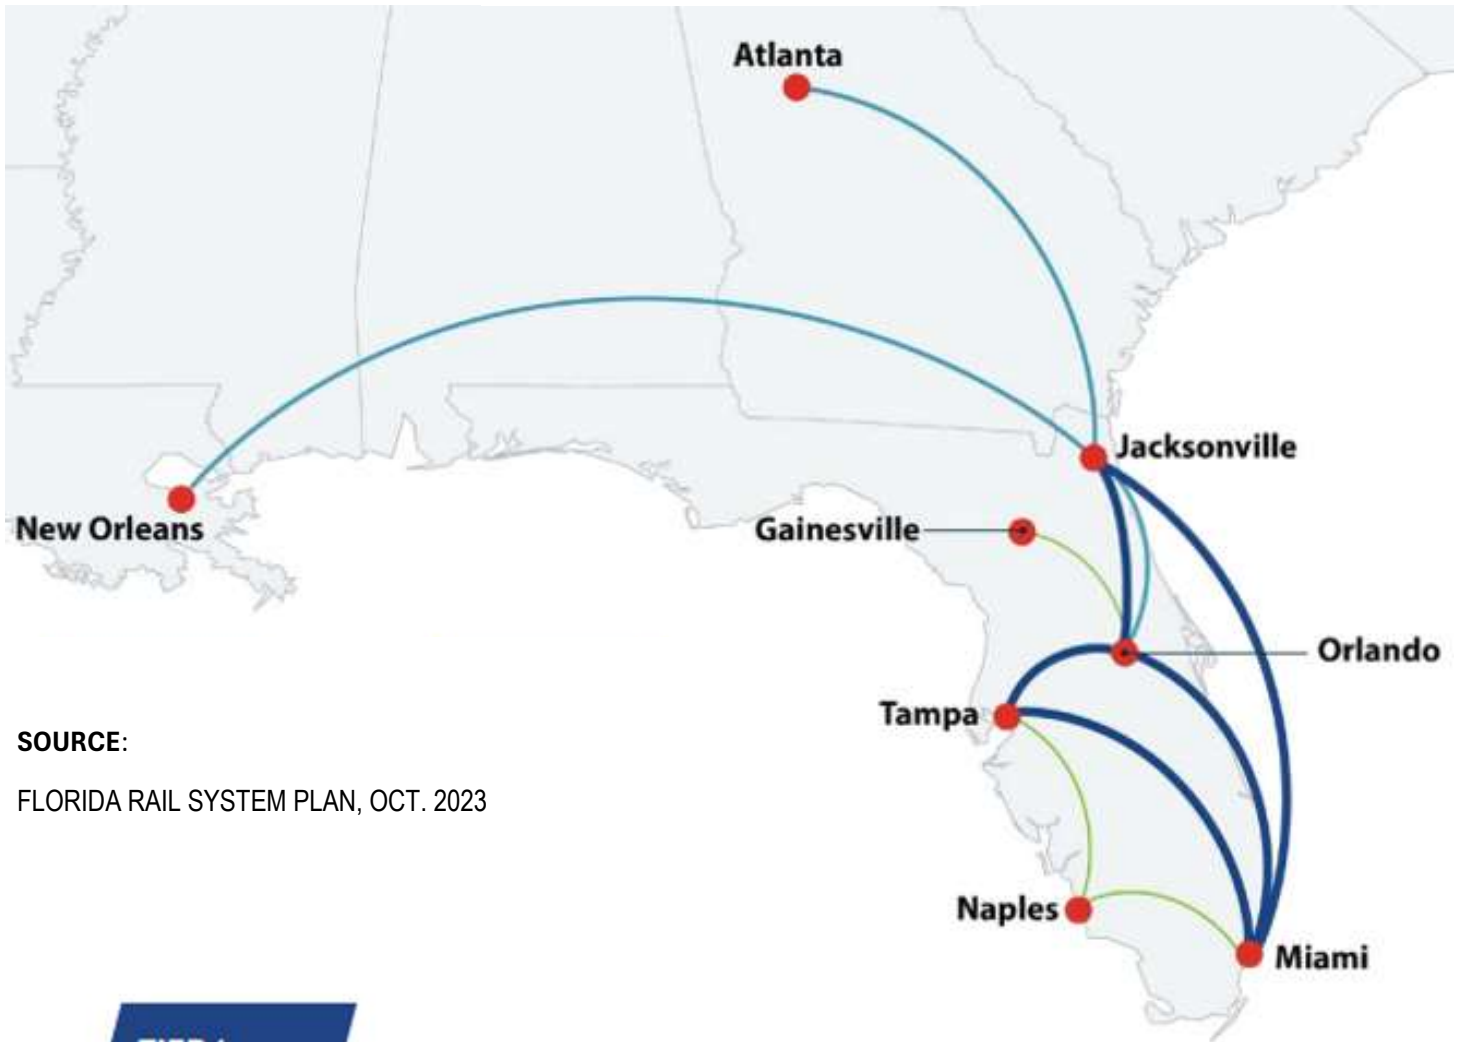 Atlanta
Jacksonville
New Orleans
Gainesville
Orlando
Tampa
SOURCE:
FLORIDA RAIL SYSTEM PLAN, OCT. 2023
Naples
Miami